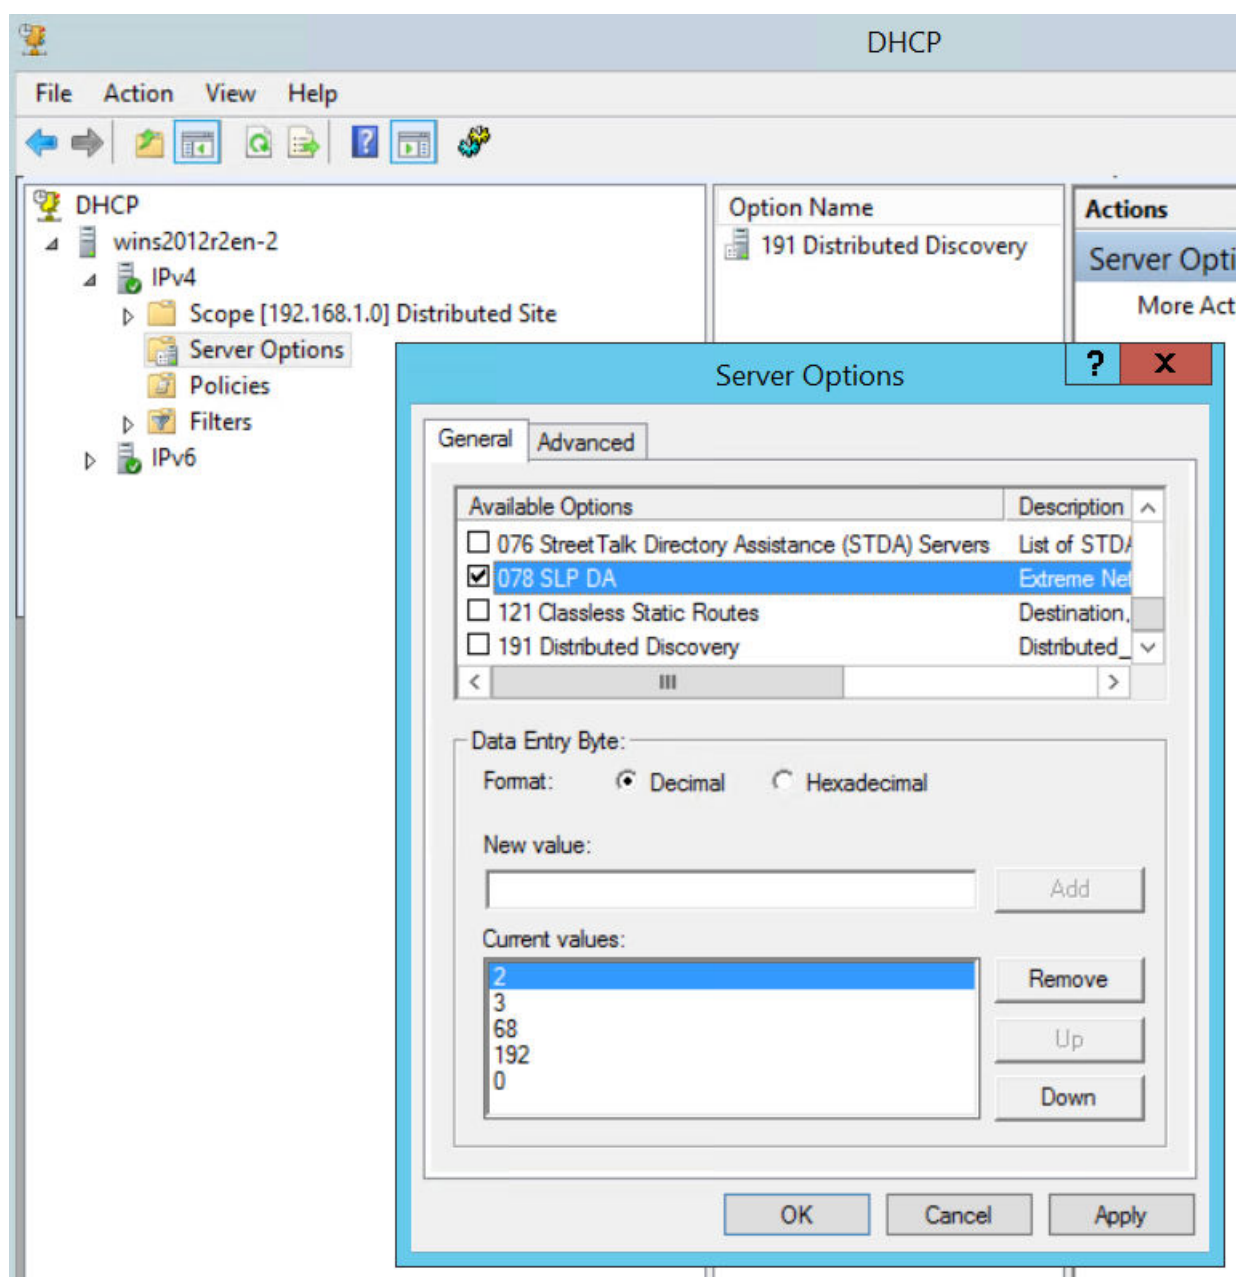 DHCP
File Action View Help
DHCP
wins2012r2en-2
IPv4
Scope [192.168.1.0] Distributed Site
Server Options
Policies
Filters
IPv6
Option Name
191 Distributed Discovery
Actions
Server Opti
More Act
Server Options
?
X
General
Advanced
Available Options Description
076 StreetTalk Directory Assistance (STDA) Servers List of STDA
078 SLP DA Extreme Net
121 Classless Static Routes Destination,
191 Distributed Discovery Distributed_
Data Entry Byte:
Format: Decimal Hexadecimal
New value:
Add
Current values:
2
3
68
192
0
Remove
Up
Down
OK Cancel Apply